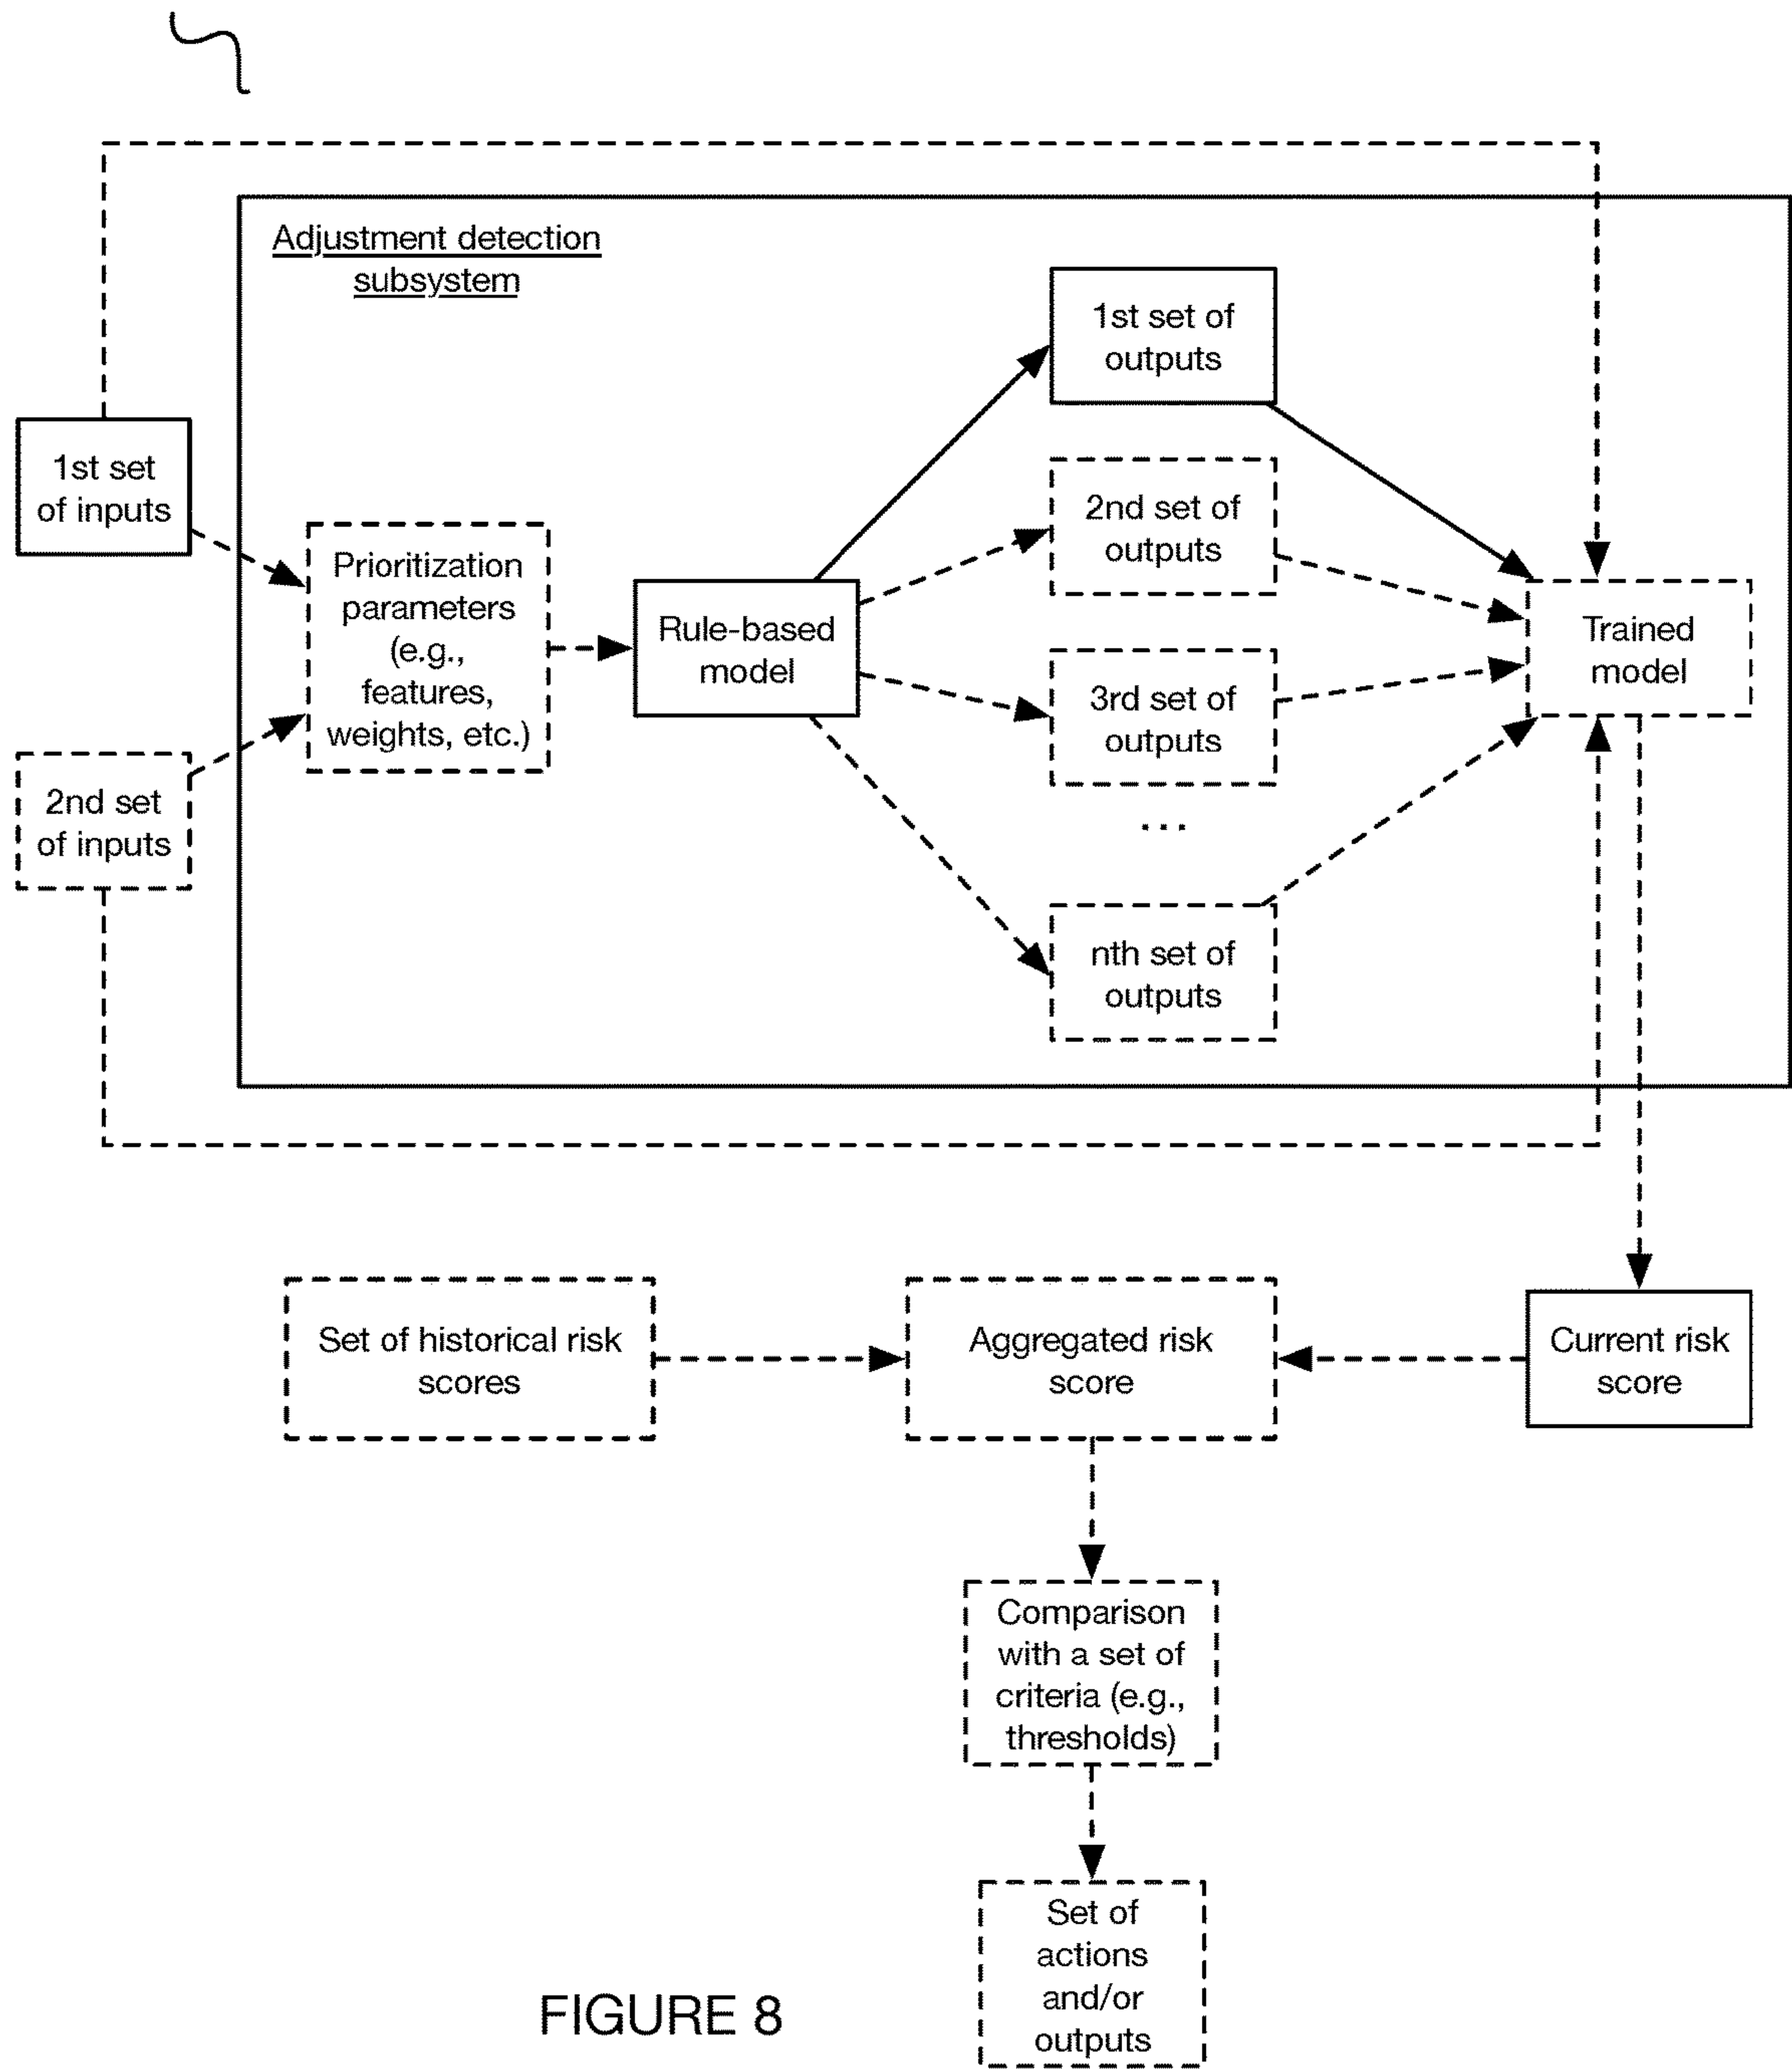 Adjustment detection
subsystem
1st set of
outputs
1st set
of inputs
2nd set of
outputs
Prioritization
parameters
(e.g.,
features,
weights, etc.)
Rule-based
model
Trained
model
3rd set of
outputs
2nd set
of inputs
...
nth set of
outputs
Set of historical risk
scores
Aggregated risk
score
Current risk
score
Comparison
with a set of
criteria (e.g.,
thresholds)
Set of
actions
and/or
outputs
FIGURE 8